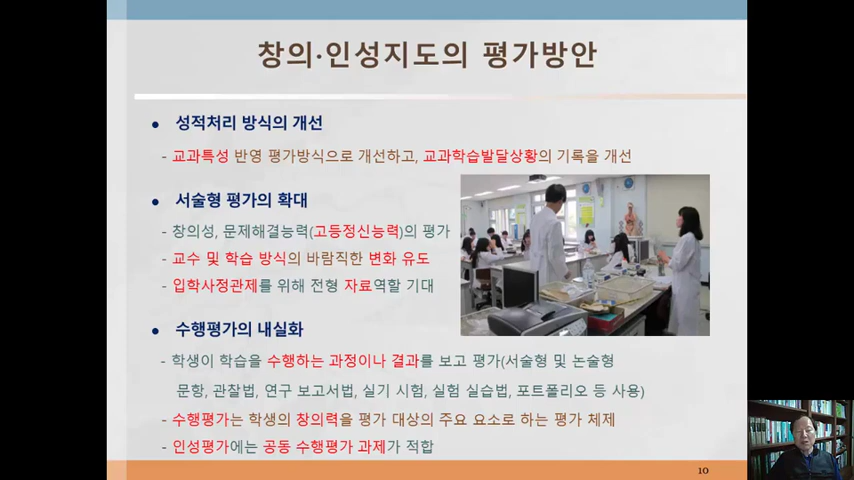 창의·인성지도의 평가방안
● 성적처리 방식의 개선
- 교과특성 반영 평가방식으로 개선하고, 교과학습발달상황의 기록을 개선
● 서술형 평가의 확대
- 창의성, 문제해결능력(고등정신능력)의 평가
- 교수 및 학습 방식의 바람직한 변화 유도
- 입학사정관제를 위해 전형 자료역할 기대
● 수행평가의 내실화
- 학생이 학습을 수행하는 과정이나 결과를 보고 평가(서술형 및 논술형
문항, 관찰법, 연구 보고서법, 실기 시험, 실험 실습법, 포트폴리오 등 사용)
- 수행평가는 학생의 창의력을 평가 대상의 주요 요소로 하는 평가 체제
- 인성평가에는 공동 수행평가 과제가 적합
10